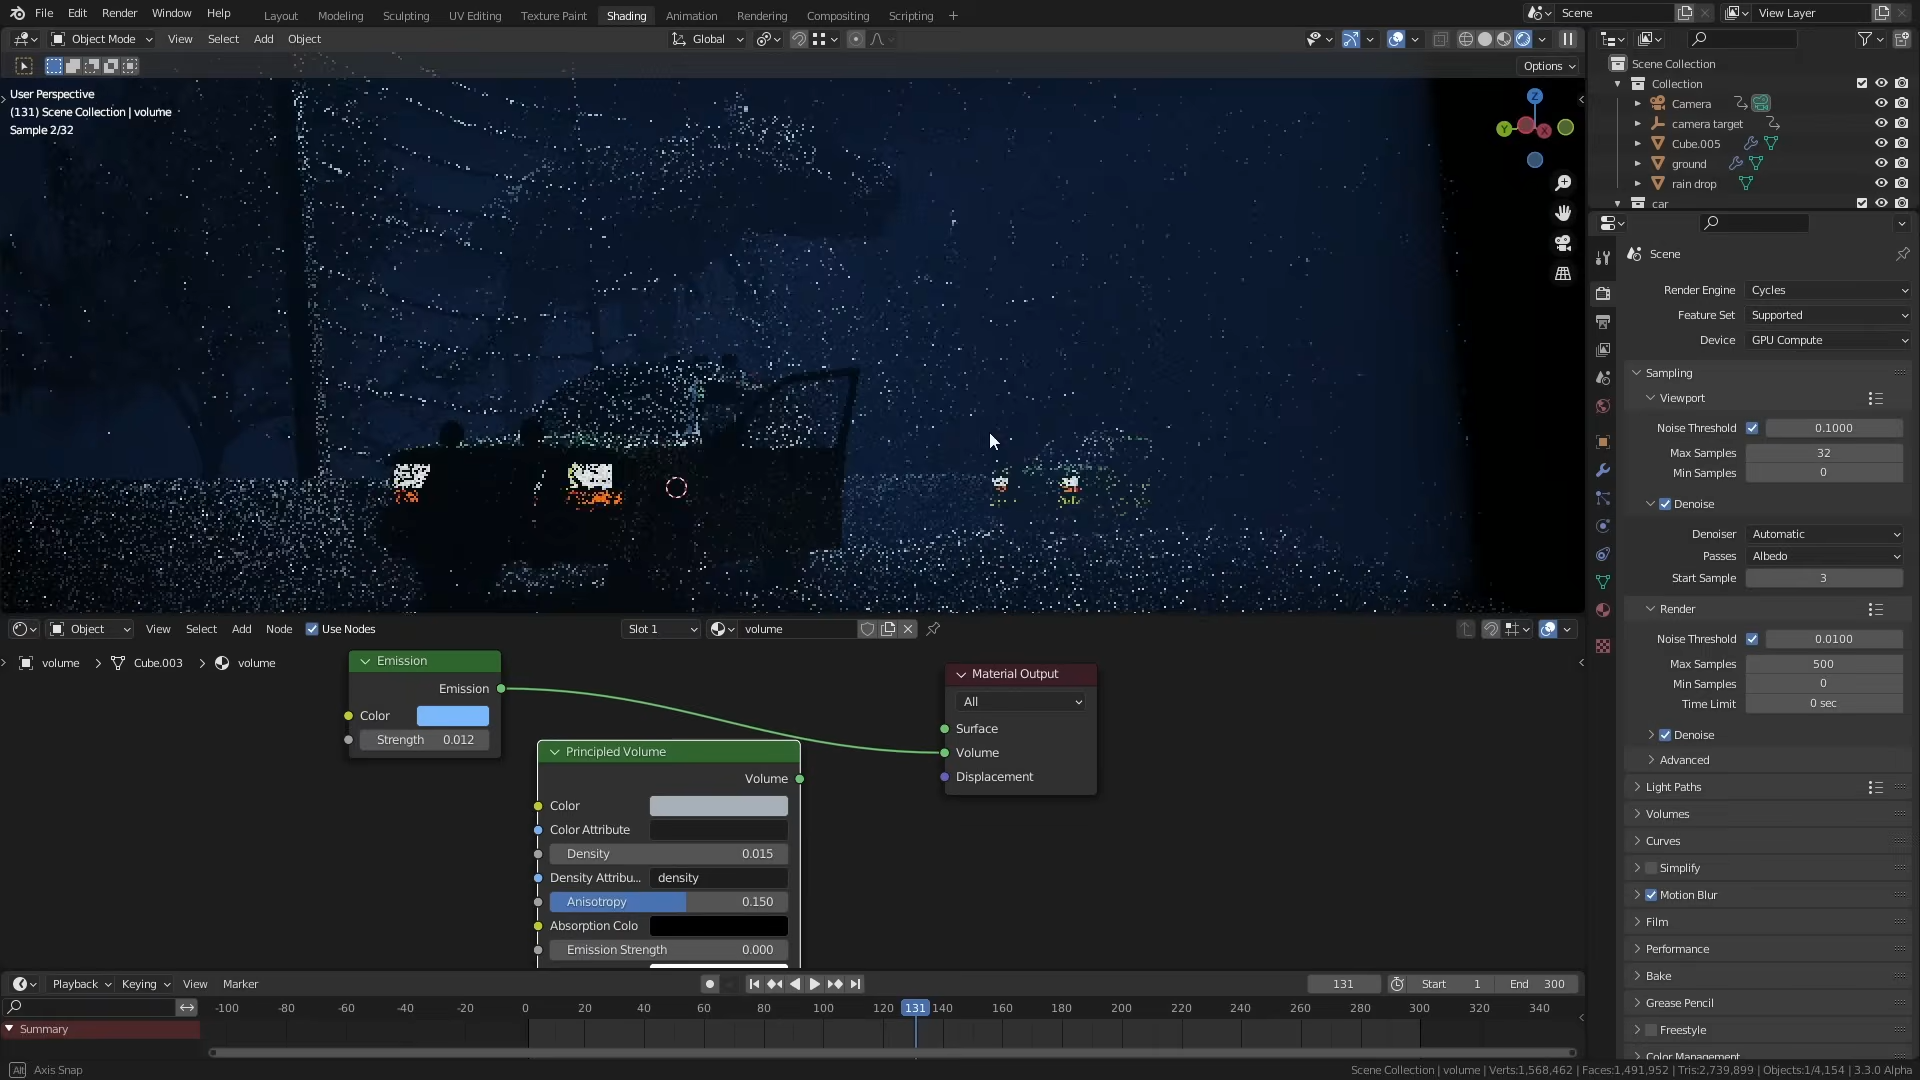 File Edit Render Window Help Layout Modeling Sculpting UV Editing Texture Paint Shading Animation Rendering Compositing Scripting + Scene View Layer
Object Mode View Select Add Object Global
Options
User Perspective
(131) Scene Collection | volume
Sample 2/32
Z
Y X
Scene Collection
Collection
Camera
camera target
Cube.005
ground
rain drop
car
Scene
Render Engine Cycles
Feature Set Supported
Device GPU Compute
Sampling
Viewport
Noise Threshold 0.1000
Max Samples 32
Min Samples 0
Denoise
Denoiser Automatic
Passes Albedo
Start Sample 3
Render
Noise Threshold 0.0100
Max Samples 500
Min Samples 0
Time Limit 0 sec
Denoise
Advanced
Light Paths
Volumes
Curves
Simplify
Motion Blur
Film
Performance
Bake
Grease Pencil
Freestyle
Color Management
Object View Select Add Node Use Nodes Slot 1 volume
volume > Cube.003 > volume
Emission
Emission
Color
Strength 0.012
Principled Volume
Volume
Color
Color Attribute
Density 0.015
Density Attribu... density
Anisotropy 0.150
Absorption Colo
Emission Strength 0.000
Material Output
All
Surface
Volume
Displacement
Playback Keying View Marker 131 Start 1 End 300
-100 -80 -60 -40 -20 0 20 40 60 80 100 120 131 140 160 180 200 220 240 260 280 300 320 340
Summary
Alt Axis Snap Scene Collection | volume | Verts:1,568,462 | Faces:1,491,952 | Tris:2,739,899 | Objects:1/4,154 | 3.3.0 Alpha